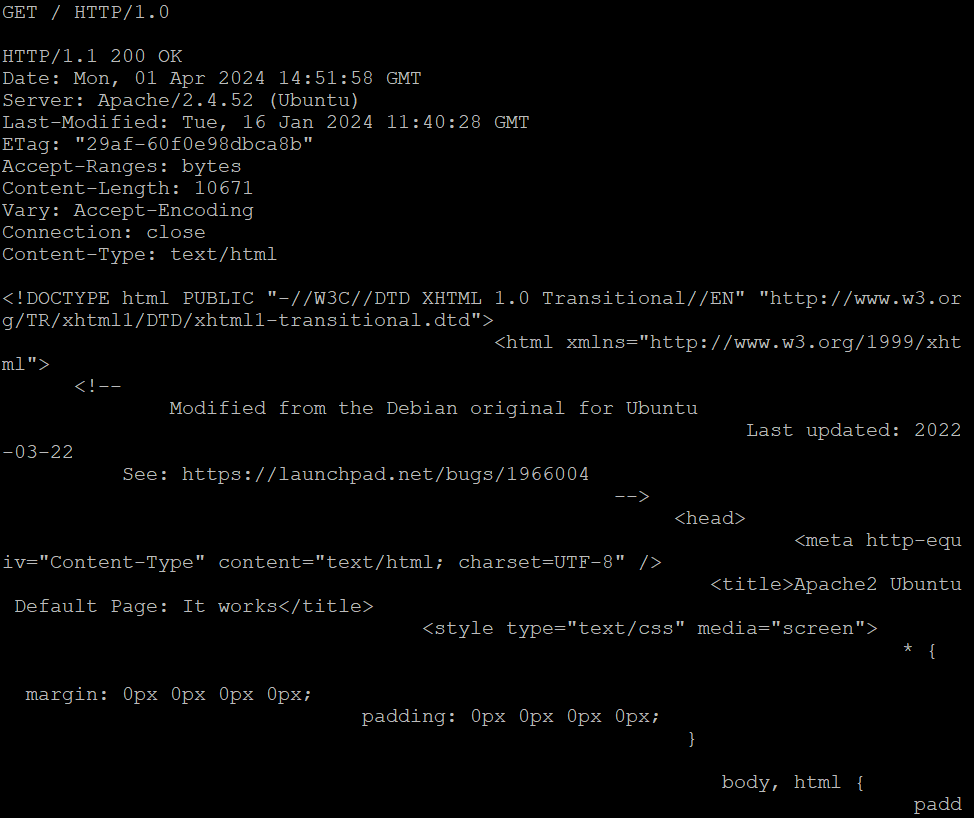 GET / HTTP/1.0
HTTP/1.1 200 OK
Date: Mon, 01 Apr 2024 14:51:58 GMT
Server: Apache/2.4.52 (Ubuntu)
Last-Modified: Tue, 16 Jan 2024 11:40:28 GMT
ETag: "29af-60f0e98dbca8b"
Accept-Ranges: bytes
Content-Length: 10671
Vary: Accept-Encoding
Connection: close
Content-Type: text/html
<!DOCTYPE html PUBLIC "-//W3C//DTD XHTML 1.0 Transitional//EN" "http://www.w3.or
g/TR/xhtml1/DTD/xhtml1-transitional.dtd">
<html xmlns="http://www.w3.org/1999/xht
ml">
<!--
Modified from the Debian original for Ubuntu
Last updated: 2022
-03-22
See: https://launchpad.net/bugs/1966004
-->
<head>
<meta http-equ
iv="Content-Type" content="text/html; charset=UTF-8" />
<title>Apache2 Ubuntu
Default Page: It works</title>
<style type="text/css" media="screen">
* {
margin: 0px 0px 0px 0px;
padding: 0px 0px 0px 0px;
}
body, html {
padd